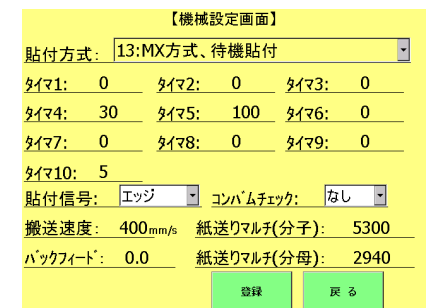 【機械設定画面】
貼付方式: 13:MX方式、待機貼付
ﾀｲﾏ1: 0 ﾀｲﾏ2: 0 ﾀｲﾏ3: 0
ﾀｲﾏ4: 30 ﾀｲﾏ5: 100 ﾀｲﾏ6: 0
ﾀｲﾏ7: 0 ﾀｲﾏ8: 0 ﾀｲﾏ9: 0
ﾀｲﾏ10: 5
貼付信号: エッジ ｺﾝﾊﾞﾑﾁｪｯｸ: なし
搬送速度: 400mm/s 紙送りﾏﾙﾁ(分子): 5300
ﾊﾞｯｸﾌｨｰﾄﾞ: 0.0 紙送りﾏﾙﾁ(分母): 2940
登録 戻る